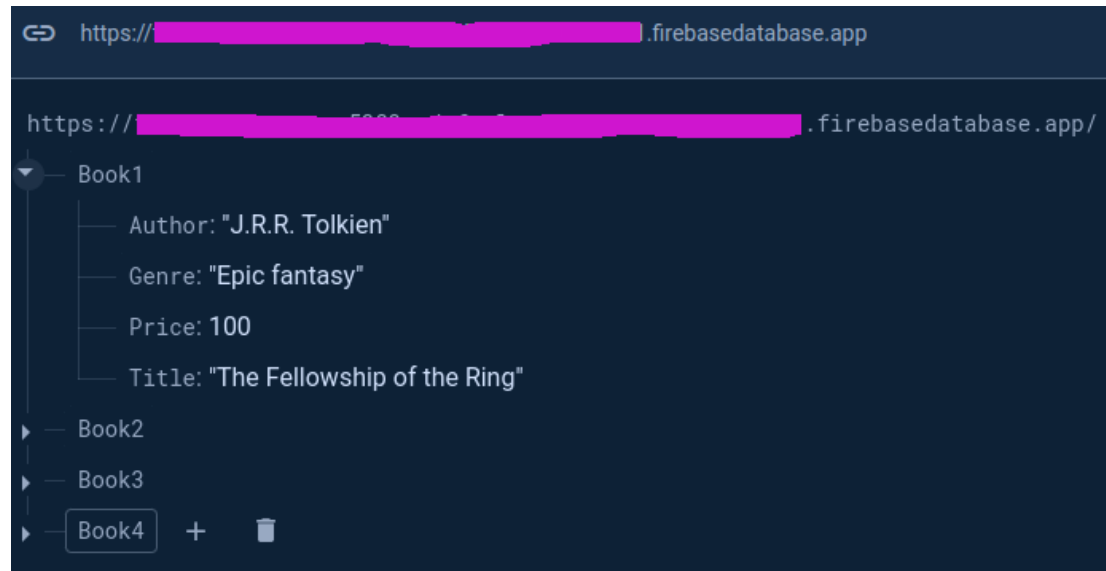 https:// .firebasedatabase.app
https:// .firebasedatabase.app/
Book1
Author: "J.R.R. Tolkien"
Genre: "Epic fantasy"
Price: 100
Title: "The Fellowship of the Ring"
Book2
Book3
Book4 +